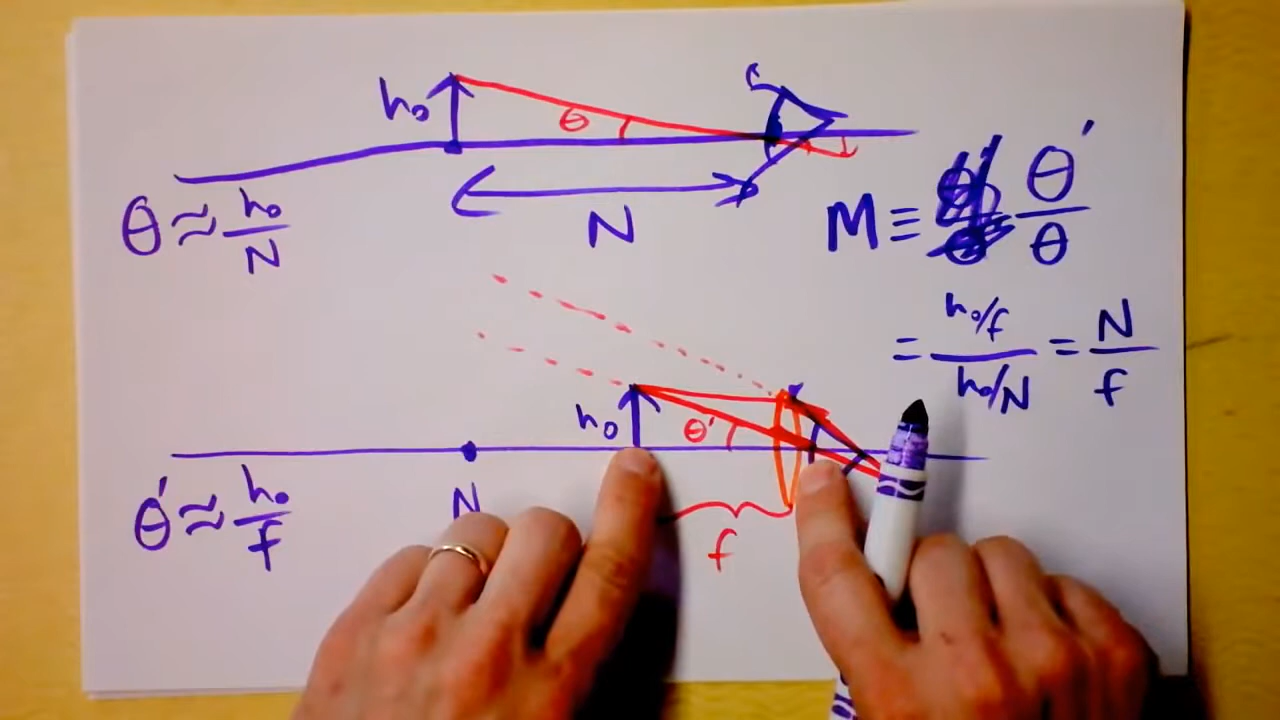 h₀
θ
θ ≈ h₀/N
N
M ≡ θ′/θ
= (h₀/f)/(h₀/N) = N/f
h₀
θ′
θ′ ≈ h₀/f
N
f